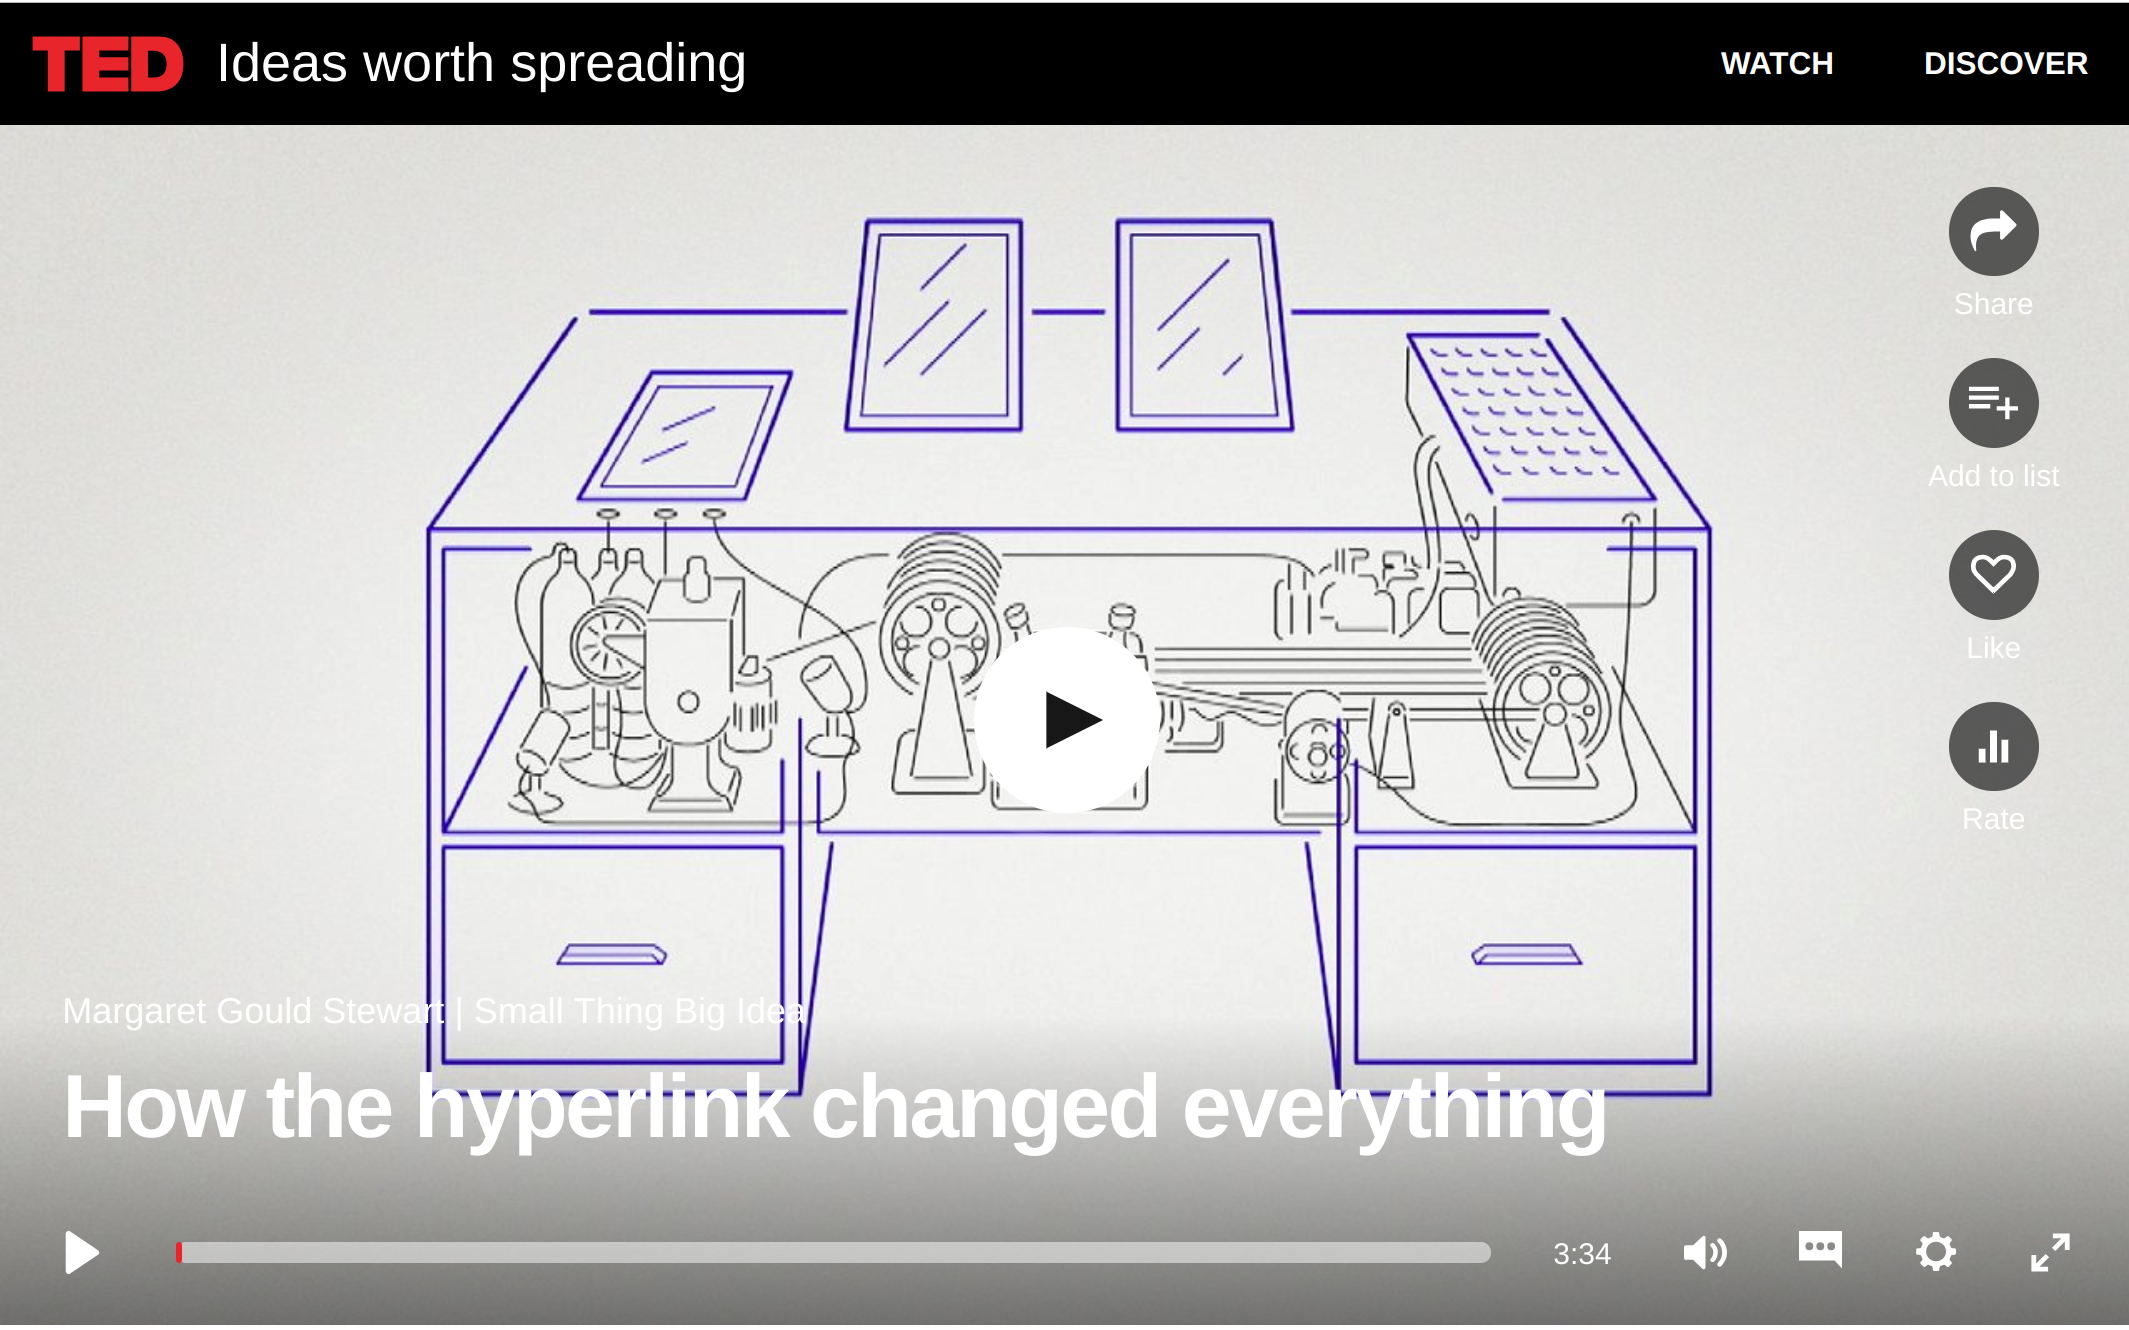 TED Ideas worth spreading WATCH DISCOVER
Share
Add to list
Like
Rate
Margaret Gould Stewart | Small Thing Big Idea
How the hyperlink changed everything
3:34